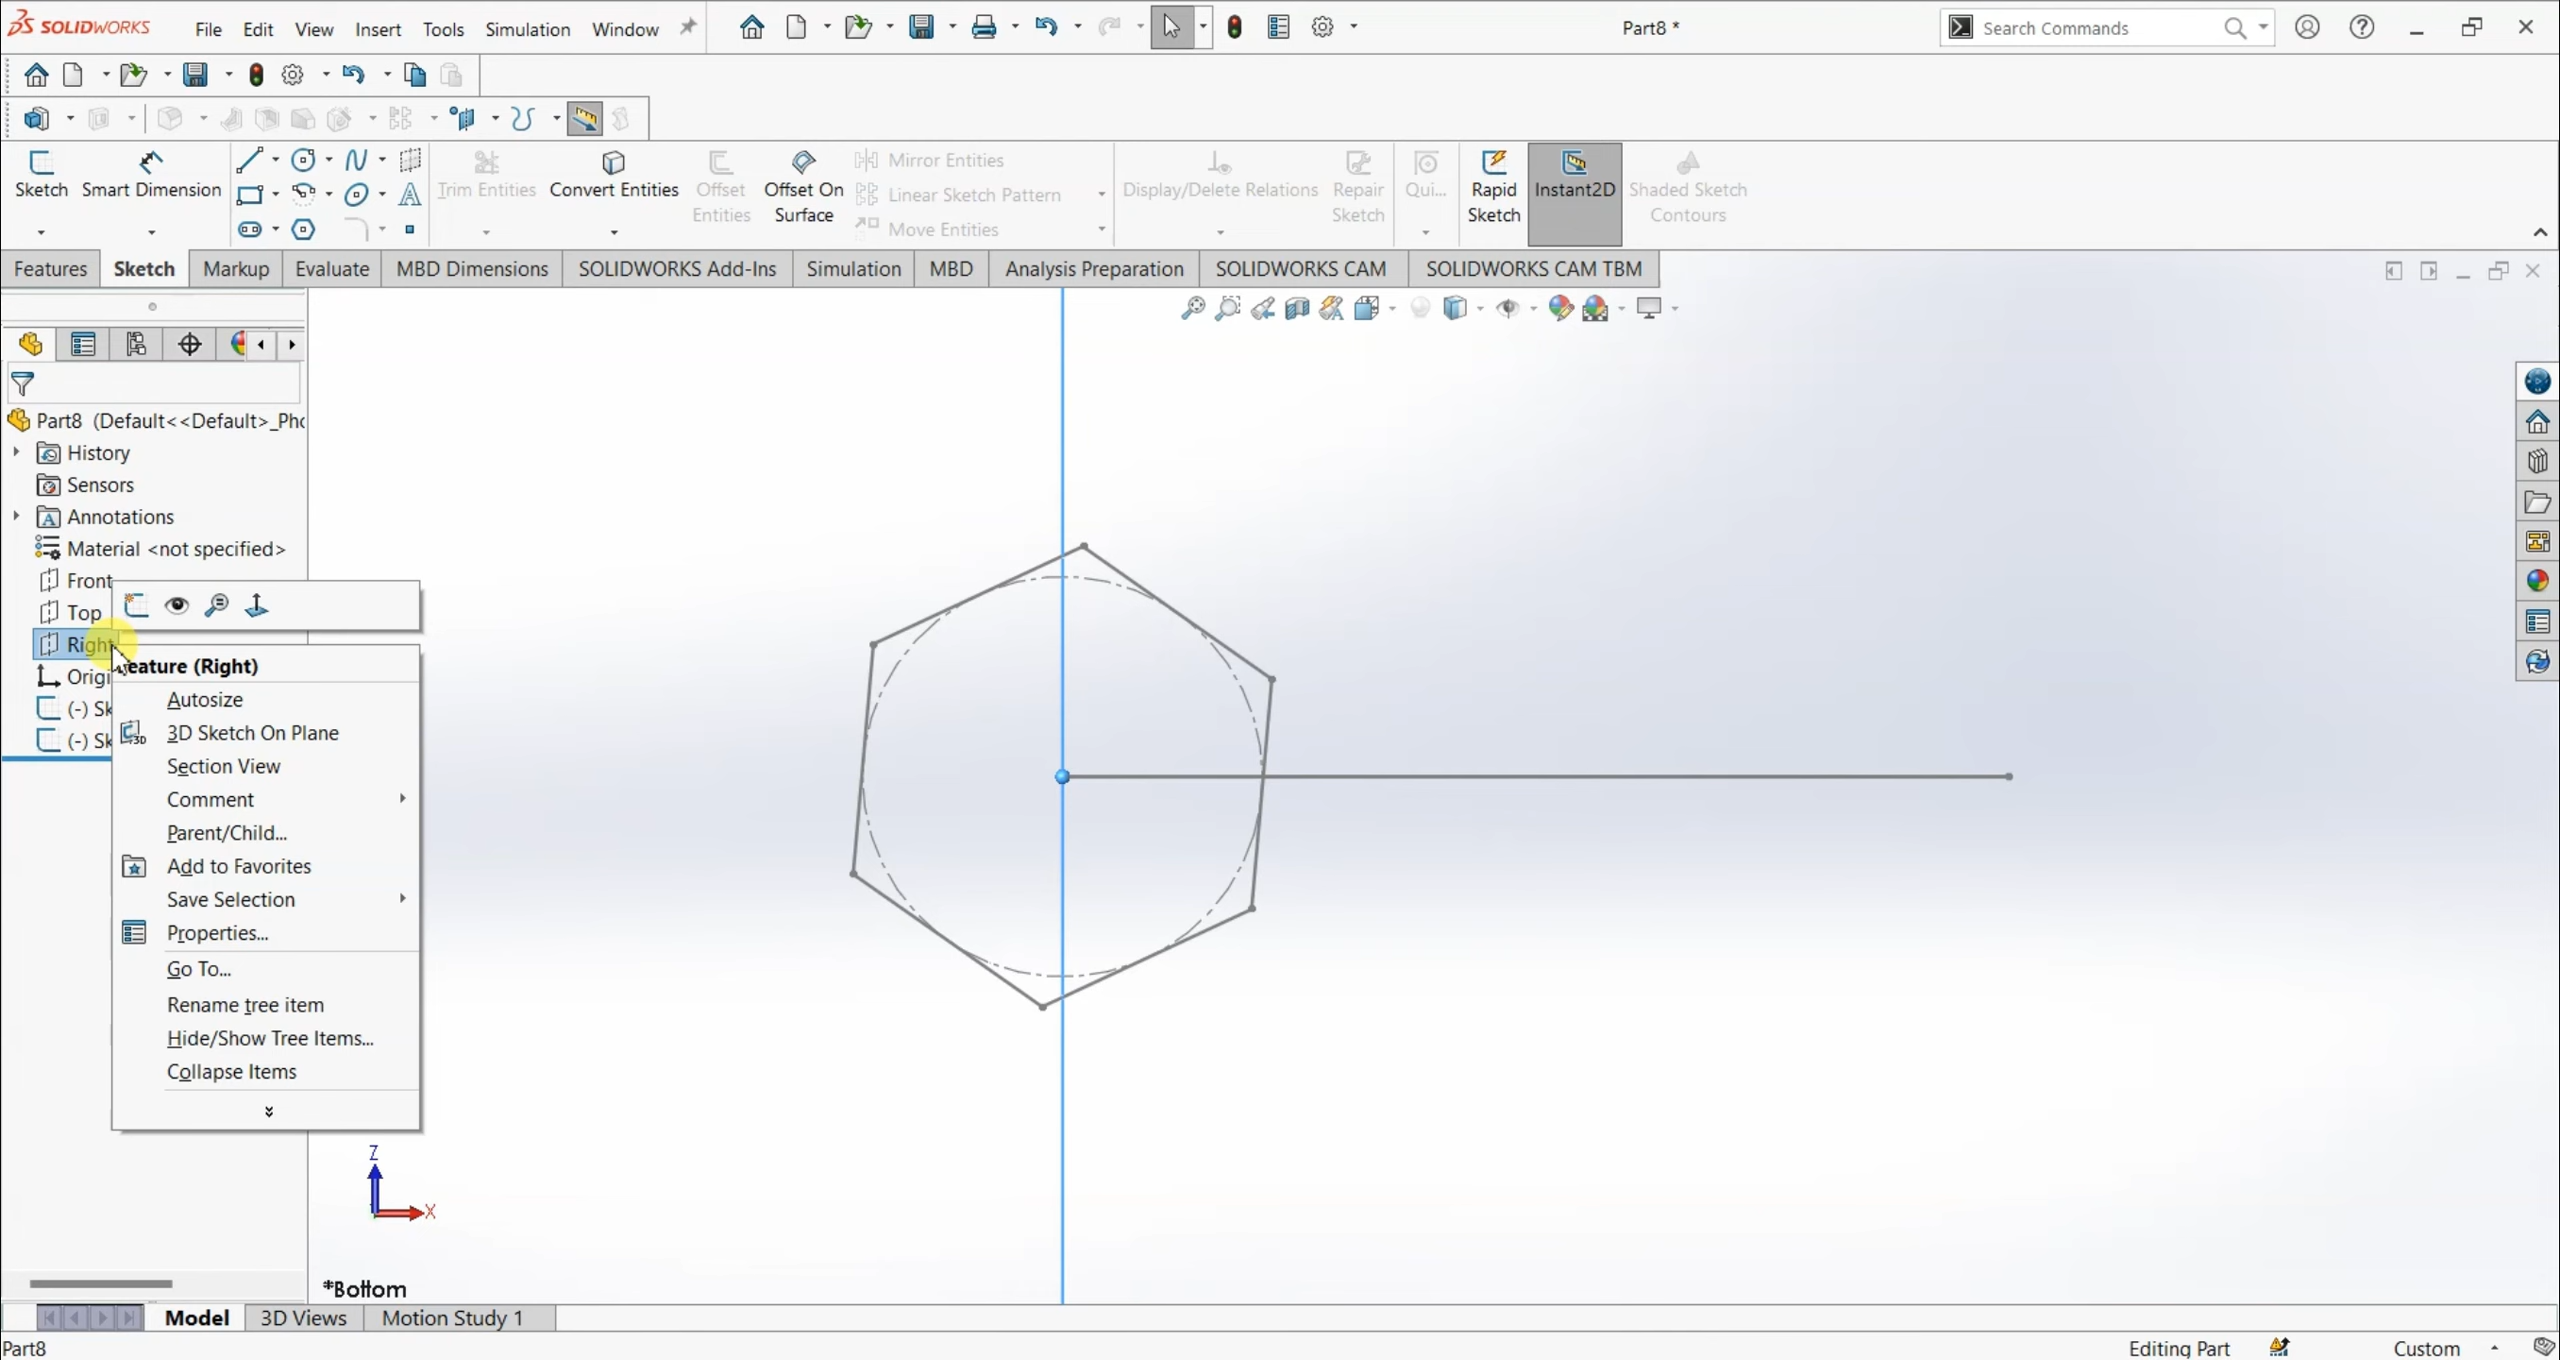 SOLIDWORKS File Edit View Insert Tools Simulation Window Part8 * Search Commands
Sketch Smart Dimension Trim Entities Convert Entities Offset Entities Offset On Surface Mirror Entities Linear Sketch Pattern Move Entities Display/Delete Relations Repair Sketch Qui... Rapid Sketch Instant2D Shaded Sketch Contours
Features Sketch Markup Evaluate MBD Dimensions SOLIDWORKS Add-Ins Simulation MBD Analysis Preparation SOLIDWORKS CAM SOLIDWORKS CAM TBM
Part8 (Default<<Default>_Pho
History
Sensors
Annotations
Material <not specified>
Front
Top
Right
Origi
(-) Sk
(-) Sk
eature (Right)
Autosize
3D Sketch On Plane
Section View
Comment
Parent/Child...
Add to Favorites
Save Selection
Properties...
Go To...
Rename tree item
Hide/Show Tree Items...
Collapse Items
Z
X
*Bottom
Model 3D Views Motion Study 1
Part8 Editing Part Custom